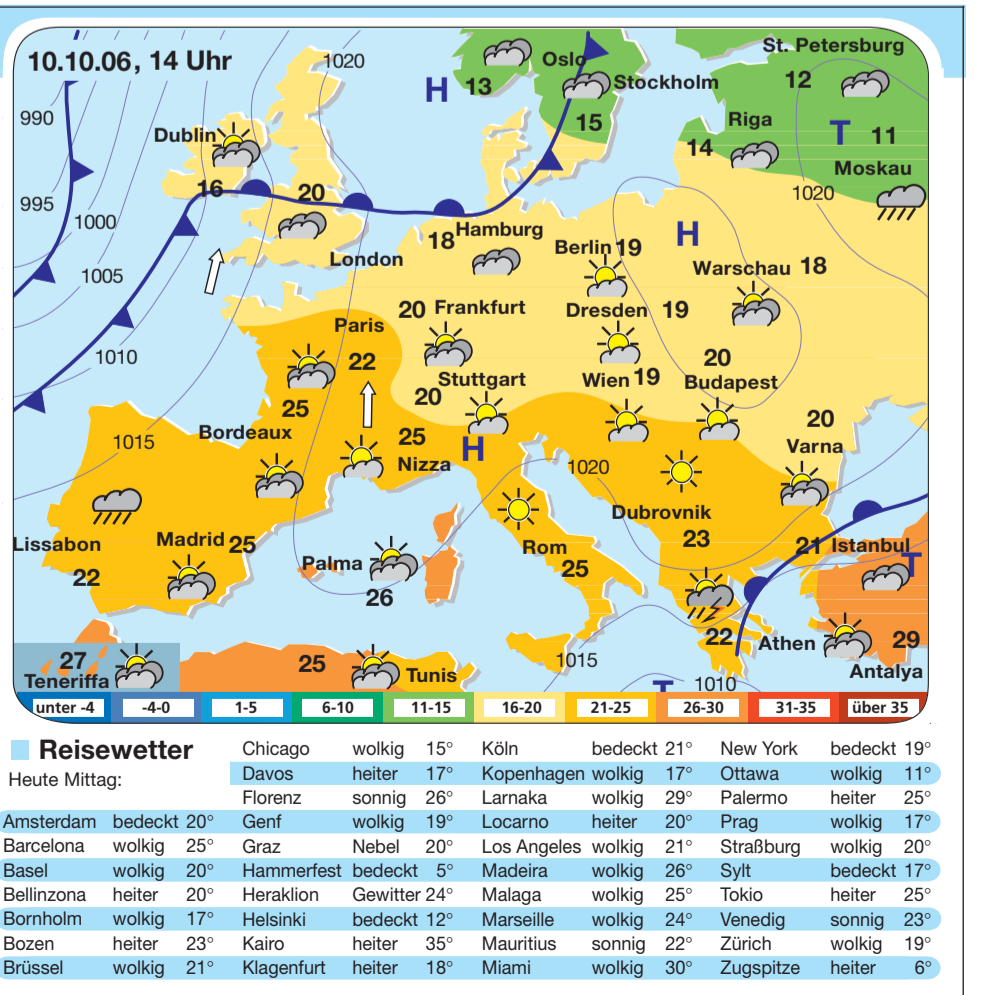 10.10.06, 14 Uhr
1020
Oslo
St. Petersburg
H
13
Stockholm
12
990
15
Riga
T
11
Dublin
14
Moskau
16
20
1020
995
1000
18
Hamburg
Berlin 19
H
London
Warschau 18
1005
20 Frankfurt
Dresden
19
Paris
1010
22
20
Stuttgart
Wien 19
Budapest
20
25
20
1015
Bordeaux
25
H
Varna
Nizza
1020
Dubrovnik
Lissabon
Madrid 25
Rom
23
21
Istanbul
T
22
Palma
25
26
22
Athen
29
27
25
1015
Antalya
Teneriffa
Tunis
T
1010
unter -4
-4-0
1-5
6-10
11-15
16-20
21-25
26-30
31-35
über 35
Reisewetter
Heute Mittag:
Amsterdam bedeckt 20°
Barcelona wolkig 25°
Basel wolkig 20°
Bellinzona heiter 20°
Bornholm wolkig 17°
Bozen heiter 23°
Brüssel wolkig 21°
Chicago wolkig 15°
Davos heiter 17°
Florenz sonnig 26°
Genf wolkig 19°
Graz Nebel 20°
Hammerfest bedeckt 5°
Heraklion Gewitter 24°
Helsinki bedeckt 12°
Kairo heiter 35°
Klagenfurt heiter 18°
Köln bedeckt 21°
Kopenhagen wolkig 17°
Larnaka wolkig 29°
Locarno heiter 20°
Los Angeles wolkig 21°
Madeira wolkig 26°
Malaga wolkig 25°
Marseille wolkig 24°
Mauritius sonnig 22°
Miami wolkig 30°
New York bedeckt 19°
Ottawa wolkig 11°
Palermo heiter 25°
Prag wolkig 17°
Straßburg wolkig 20°
Sylt bedeckt 17°
Tokio heiter 25°
Venedig sonnig 23°
Zürich wolkig 19°
Zugspitze heiter 6°